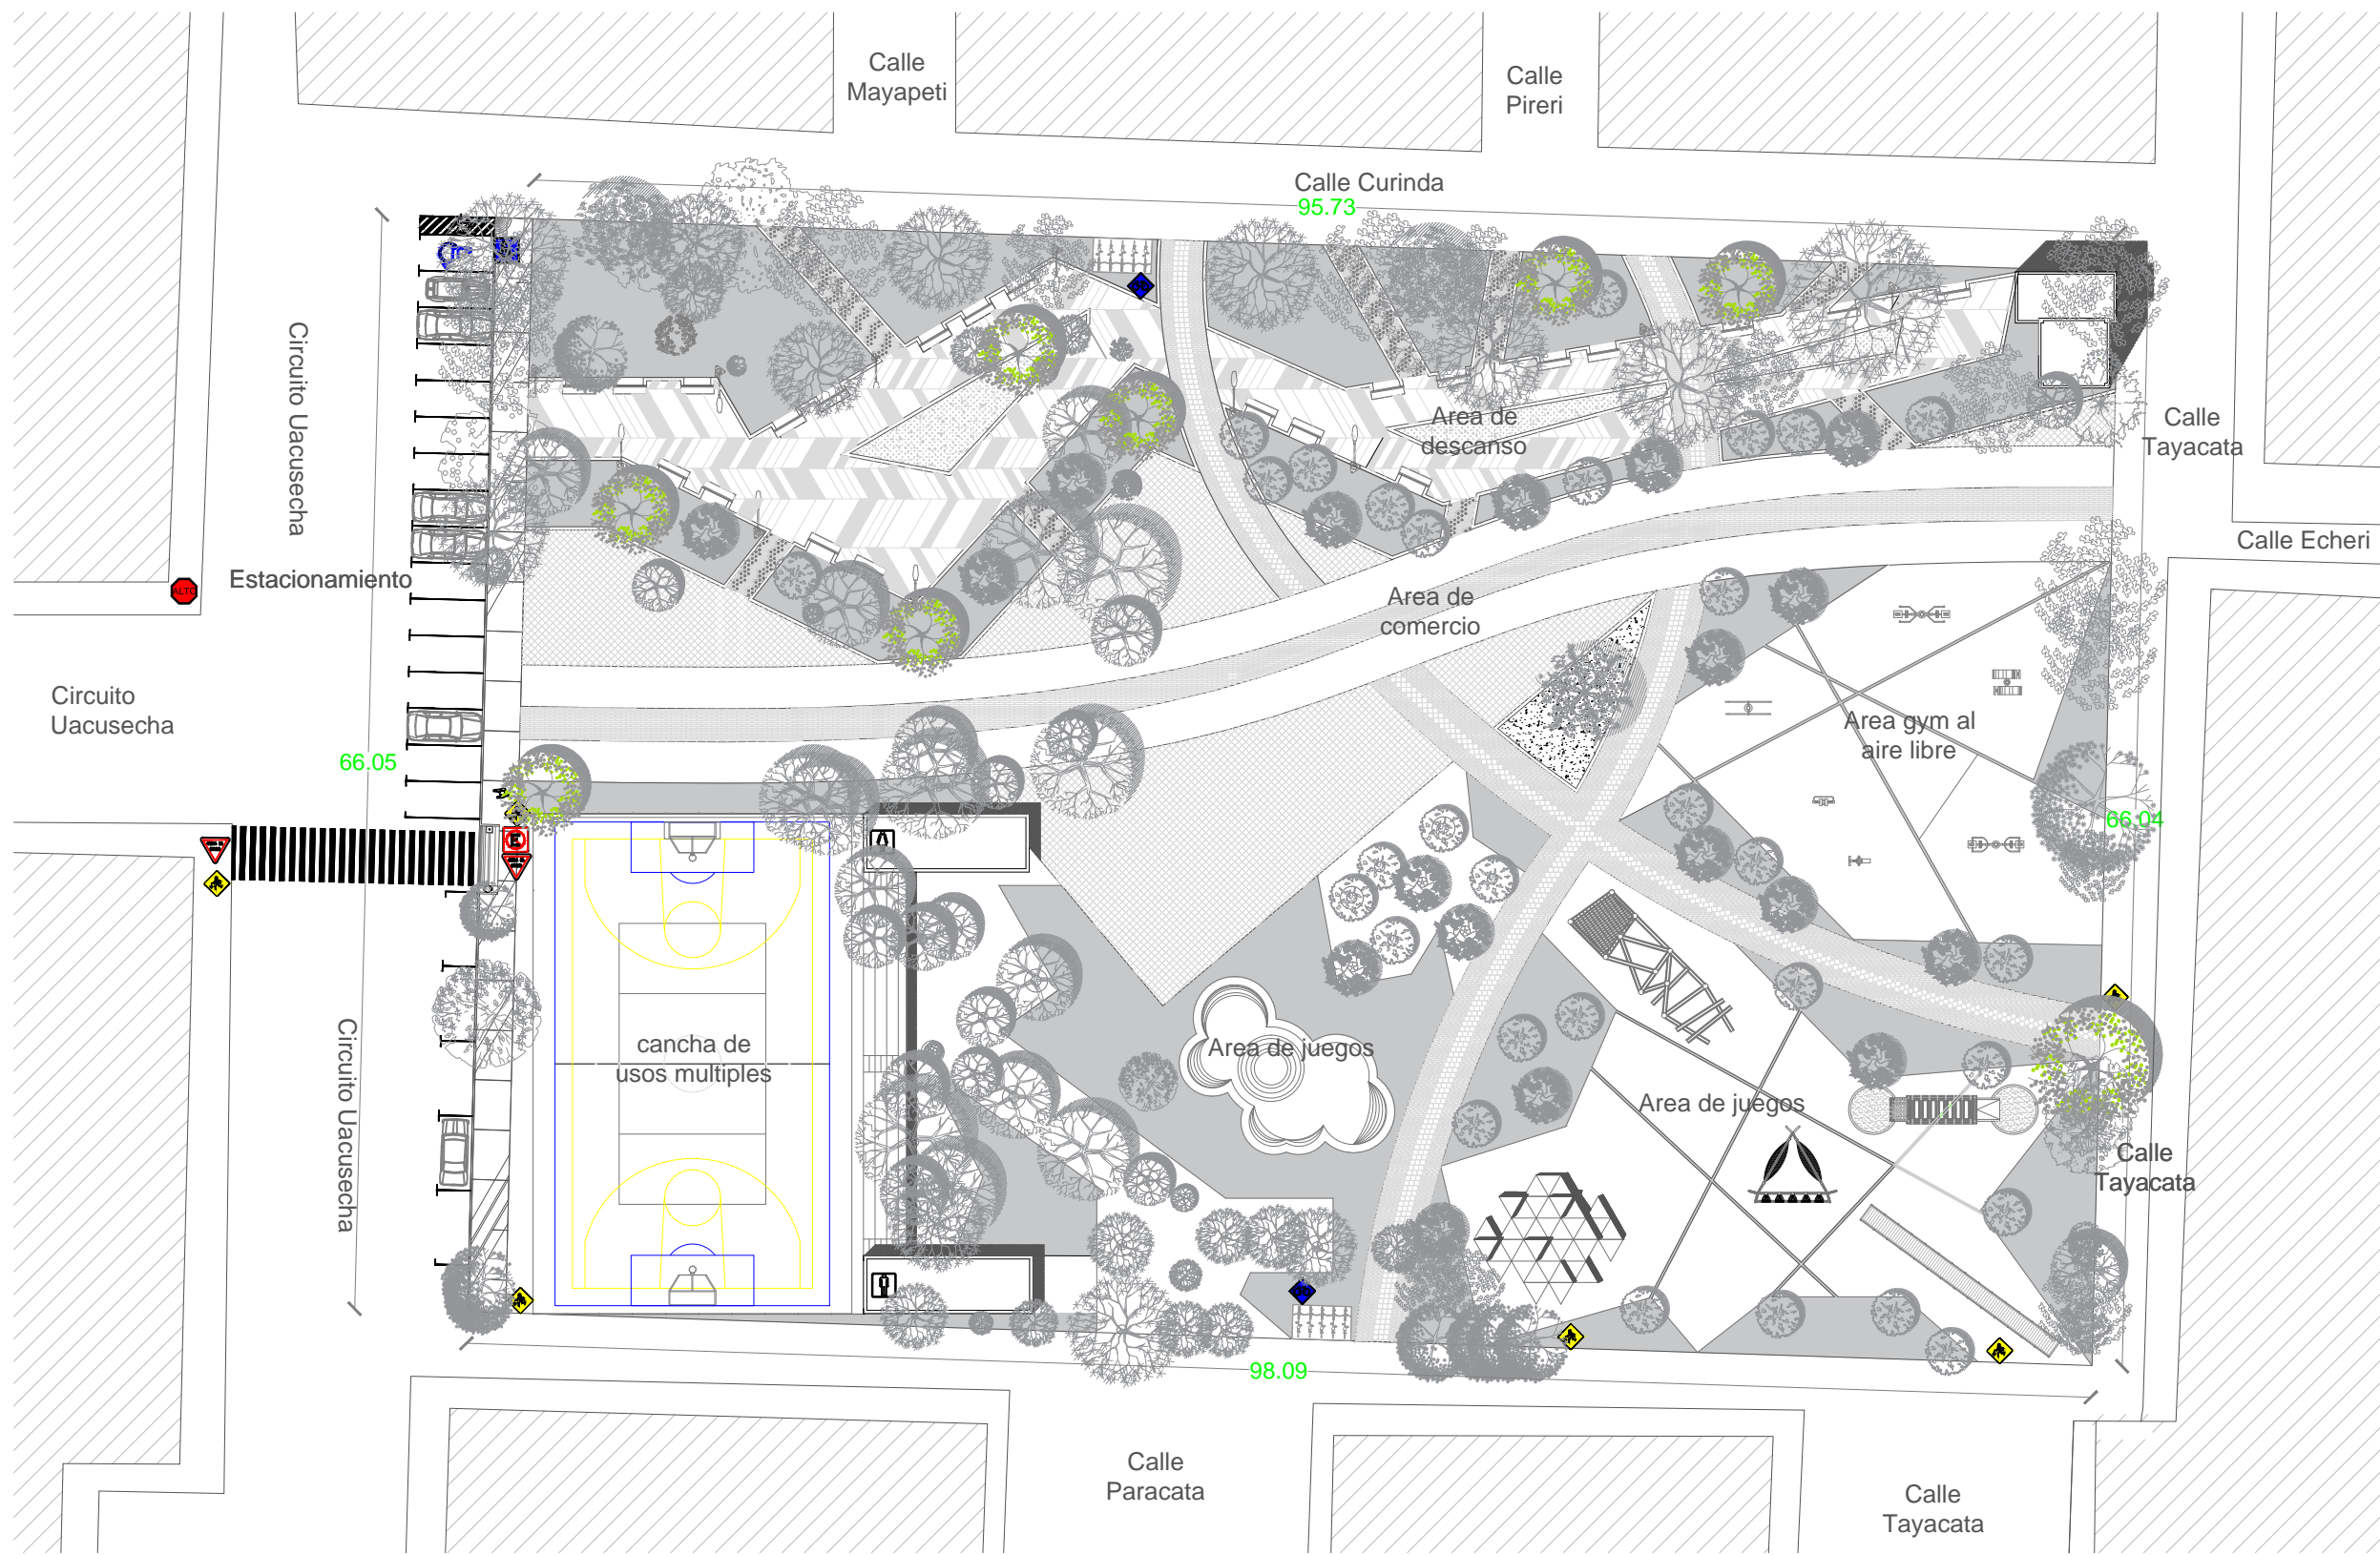 Calle
Mayapeti
Calle
Pireri
Calle Curinda
95.73
Circuito Uacusecha
Area de
descanso
Calle
Tayacata
Calle Echeri
Estacionamiento
ALTO
Area de
comercio
Circuito
Uacusecha
66.05
Area gym al
aire libre
66.04
E
cancha de
usos multiples
Area de juegos
Area de juegos
Circuito Uacusecha
Calle
Tayacata
98.09
Calle
Paracata
Calle
Tayacata